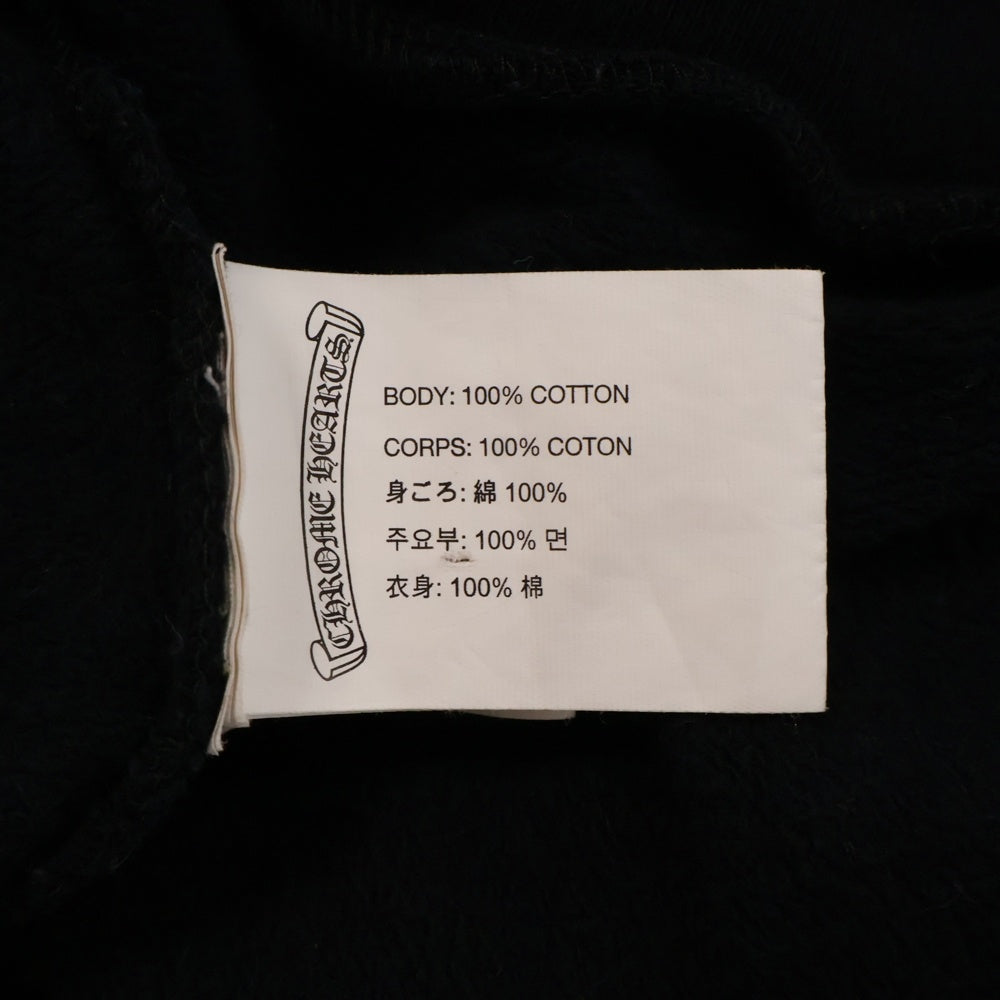 CHROME HEARTS
BODY: 100% COTTON
CORPS: 100% COTON
身ごろ: 綿 100%
주요부: 100% 면
衣身: 100% 棉